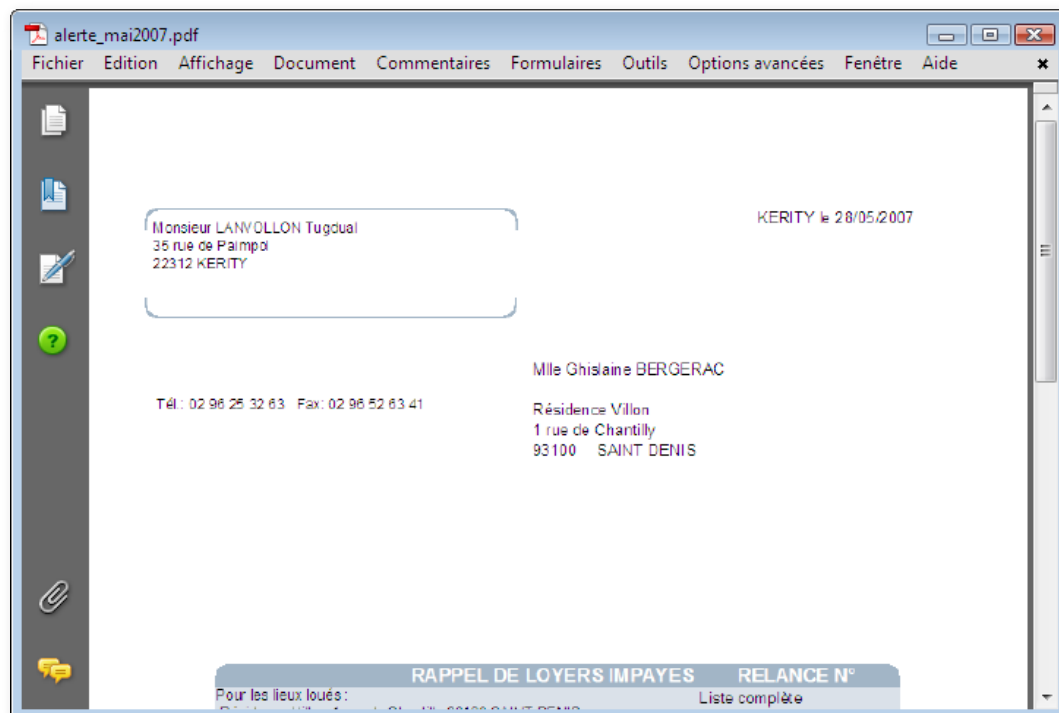 alerte_mai2007.pdf
Fichier Edition Affichage Document Commentaires Formulaires Outils Options avancées Fenêtre Aide
KERITY le 28/05/2007
Monsieur LANVOLLON Tugdual
35 rue de Paimpol
22312 KERITY
Mlle Ghislaine BERGERAC
Tél.: 02 96 25 32 63 Fax: 02 96 52 63 41
Résidence Villon
1 rue de Chantilly
93100 SAINT DENIS
RAPPEL DE LOYERS IMPAYES RELANCE N°
Pour les lieux loués :
Liste complète